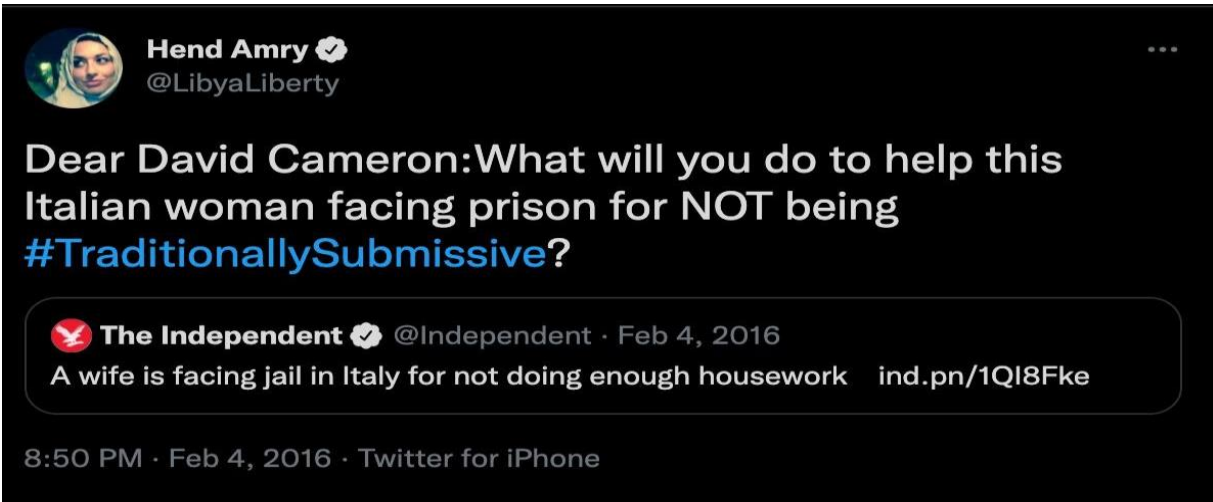 Hend Amry
@LibyaLiberty
Dear David Cameron:What will you do to help this
Italian woman facing prison for NOT being
#TraditionallySubmissive?
The Independent @Independent · Feb 4, 2016
A wife is facing jail in Italy for not doing enough housework ind.pn/1Ql8Fke
8:50 PM · Feb 4, 2016 · Twitter for iPhone